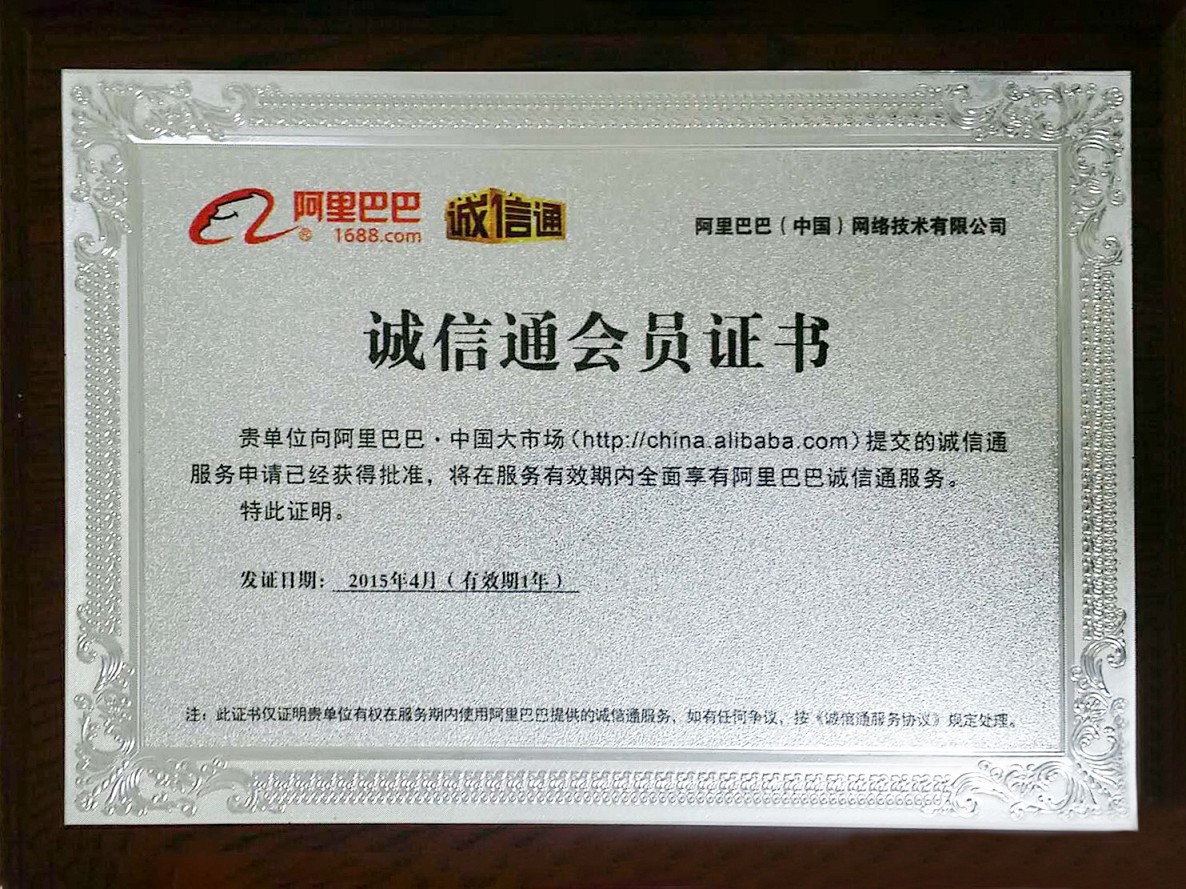 阿里巴巴
® 1688.com
诚信通
阿里巴巴（中国）网络技术有限公司
诚信通会员证书
贵单位向阿里巴巴·中国大市场（http://china.alibaba.com）提交的诚信通
服务申请已经获得批准，将在服务有效期内全面享有阿里巴巴诚信通服务。
特此证明。
发证日期：2015年4月（有效期1年）
注：此证书仅证明贵单位有权在服务期内使用阿里巴巴提供的诚信通服务，如有任何争议，按《诚信通服务协议》规定处理。